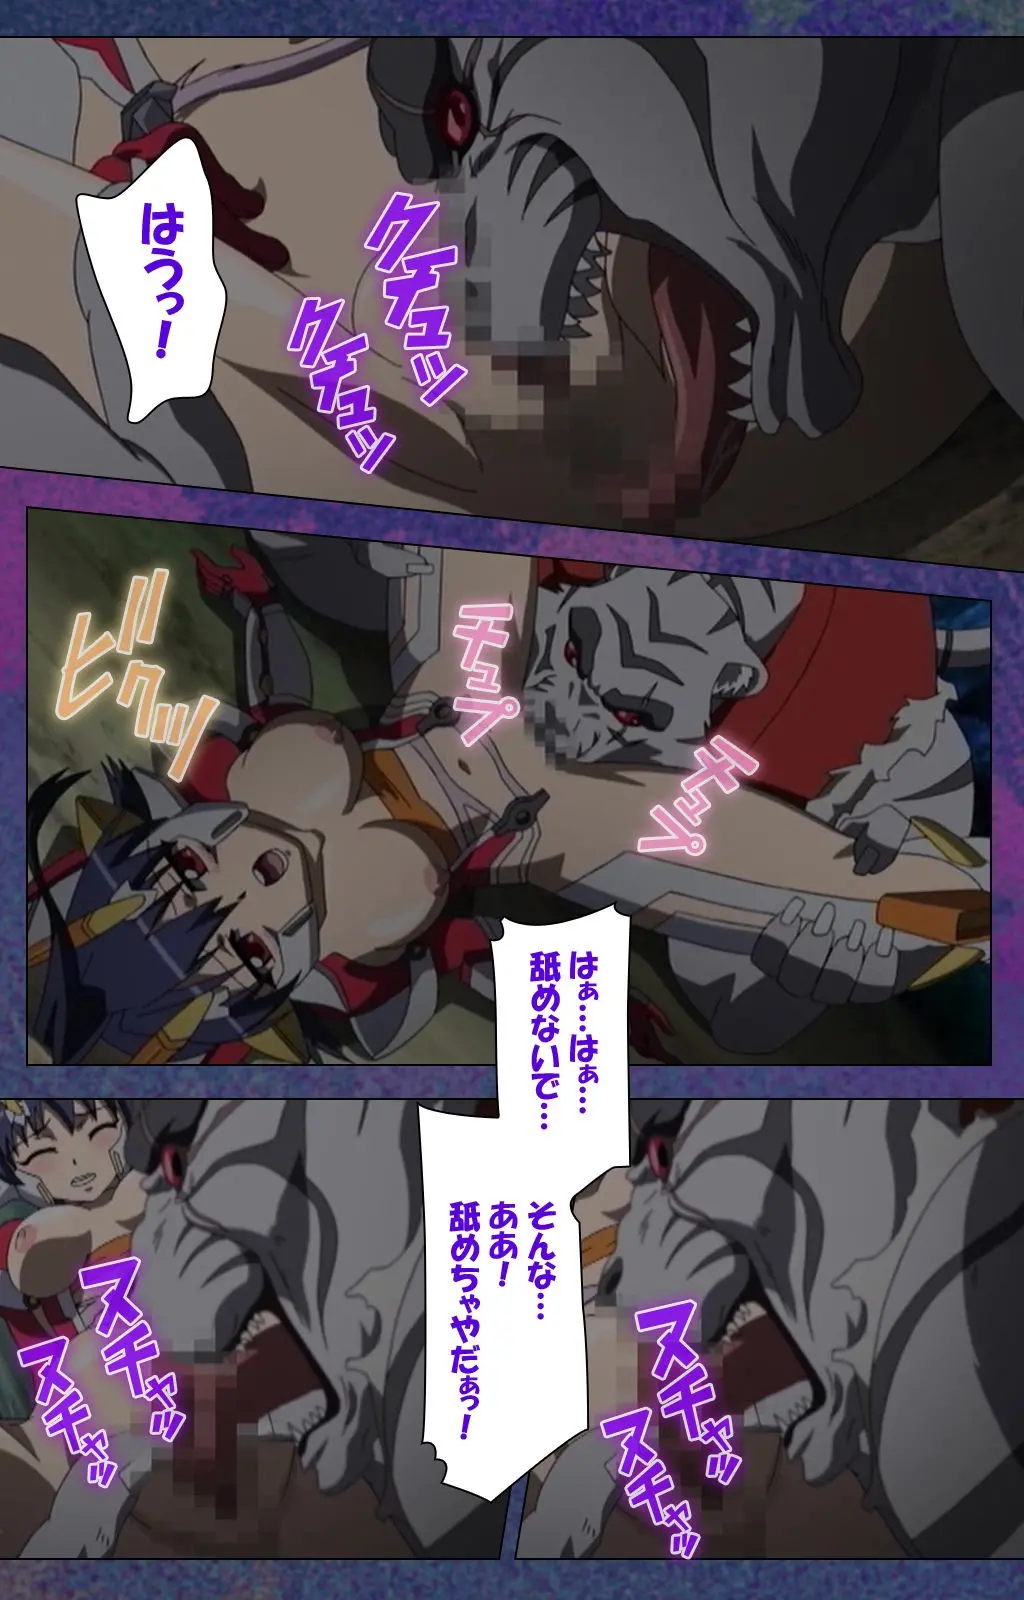 はうっ！
クチュッ
クチュッ
ビクッッ
チュプ
チュプ
はぁ…はぁ…
舐めないで…
そんな…
ああ！
舐めちゃやだぁっ！
ヌチャッ
ヌチャッ
ヌチャッ
ヌチャッ